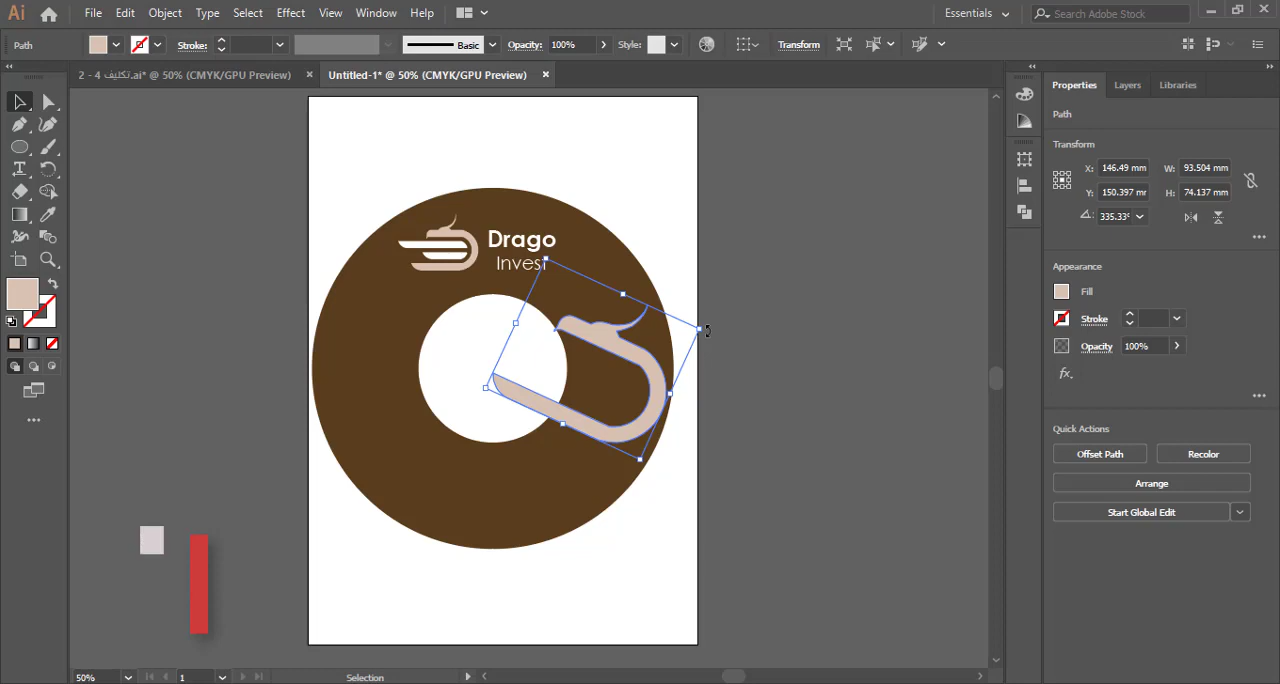 Ai File Edit Object Type Select Effect View Window Help Essentials Search Adobe Stock
Path Stroke: Basic Opacity: 100% Style: Transform
2 - تكليف 4.ai* @ 50% (CMYK/GPU Preview) × Untitled-1* @ 50% (CMYK/GPU Preview) ×
Properties Layers Libraries
Path
Transform
X: 146.49 mm W: 93.504 mm
Y: 150.397 mr H: 74.137 mm
335.33°
Appearance
Fill
Stroke
Opacity 100%
fx.
Quick Actions
Offset Path Recolor
Arrange
Start Global Edit
Drago
Invest
50% 1 Selection